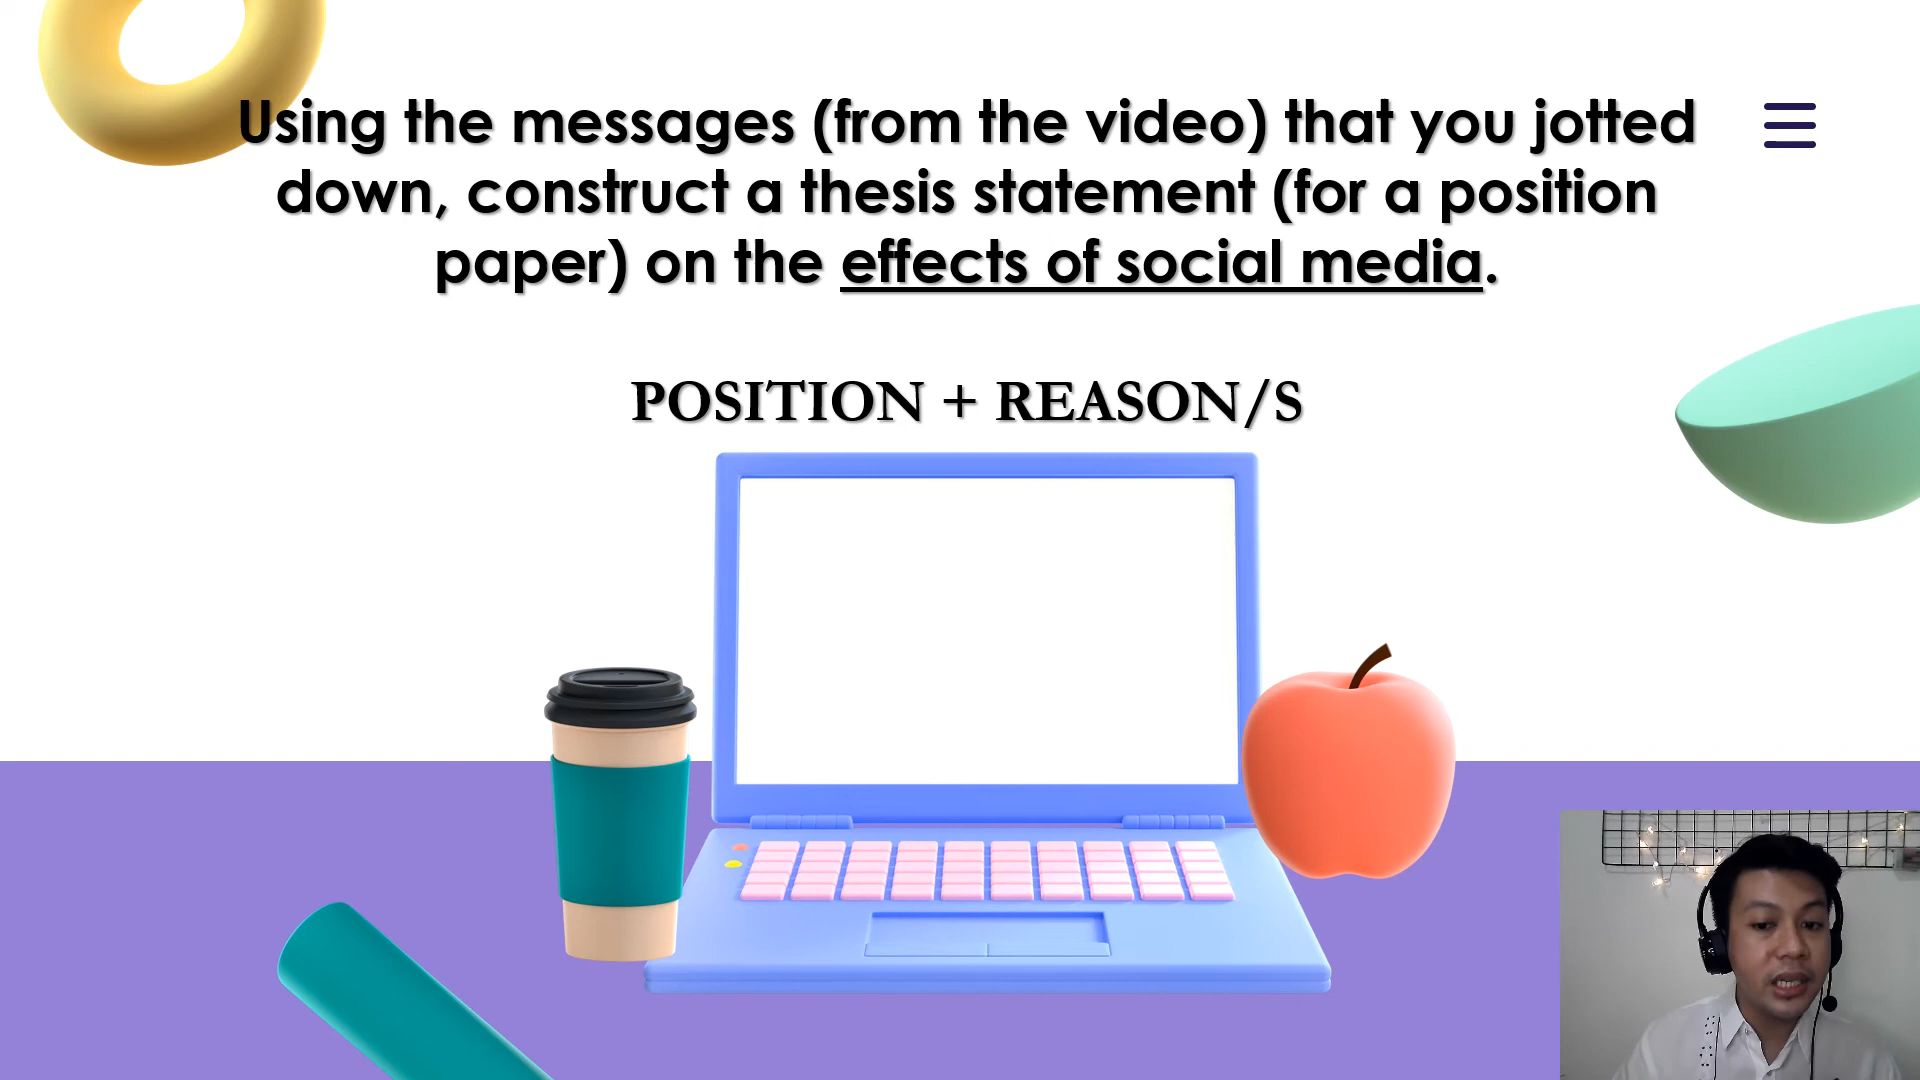 Using the messages (from the video) that you jotted
down, construct a thesis statement (for a position
paper) on the effects of social media.
POSITION + REASON/S